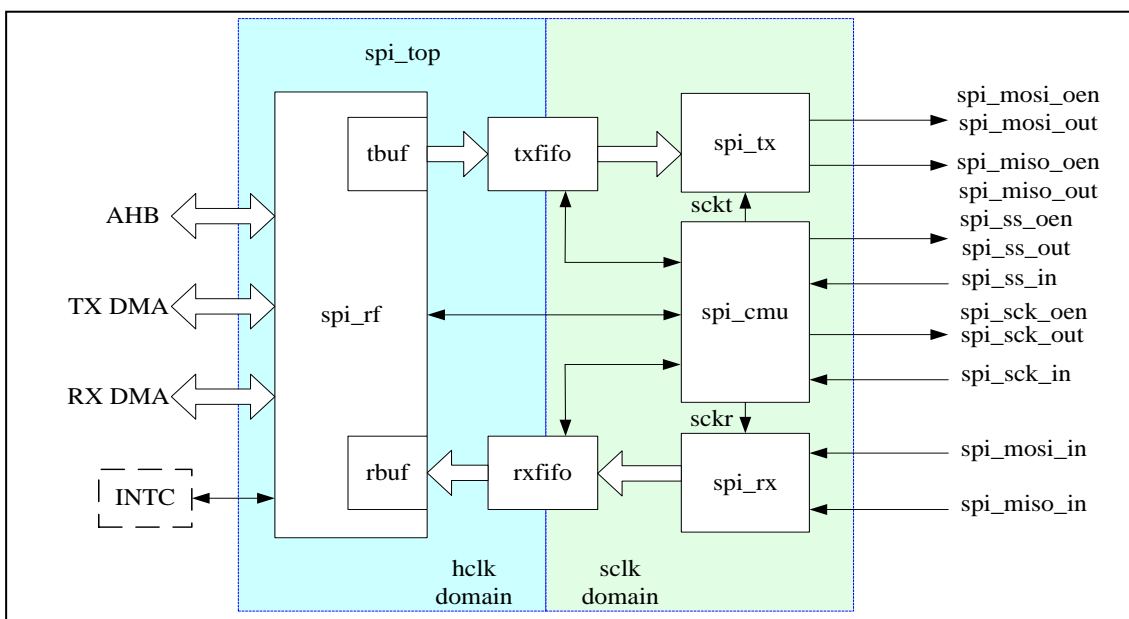 spi_top
spi_mosi_oen
spi_mosi_out
tbuf
txfifo
spi_tx
spi_miso_oen
spi_miso_out
AHB
sckt
spi_ss_oen
spi_ss_out
spi_ss_in
TX DMA
spi_rf
spi_cmu
spi_sck_oen
spi_sck_out
spi_sck_in
RX DMA
sckr
spi_mosi_in
rbuf
rxfifo
spi_rx
INTC
spi_miso_in
hclk
domain
sclk
domain